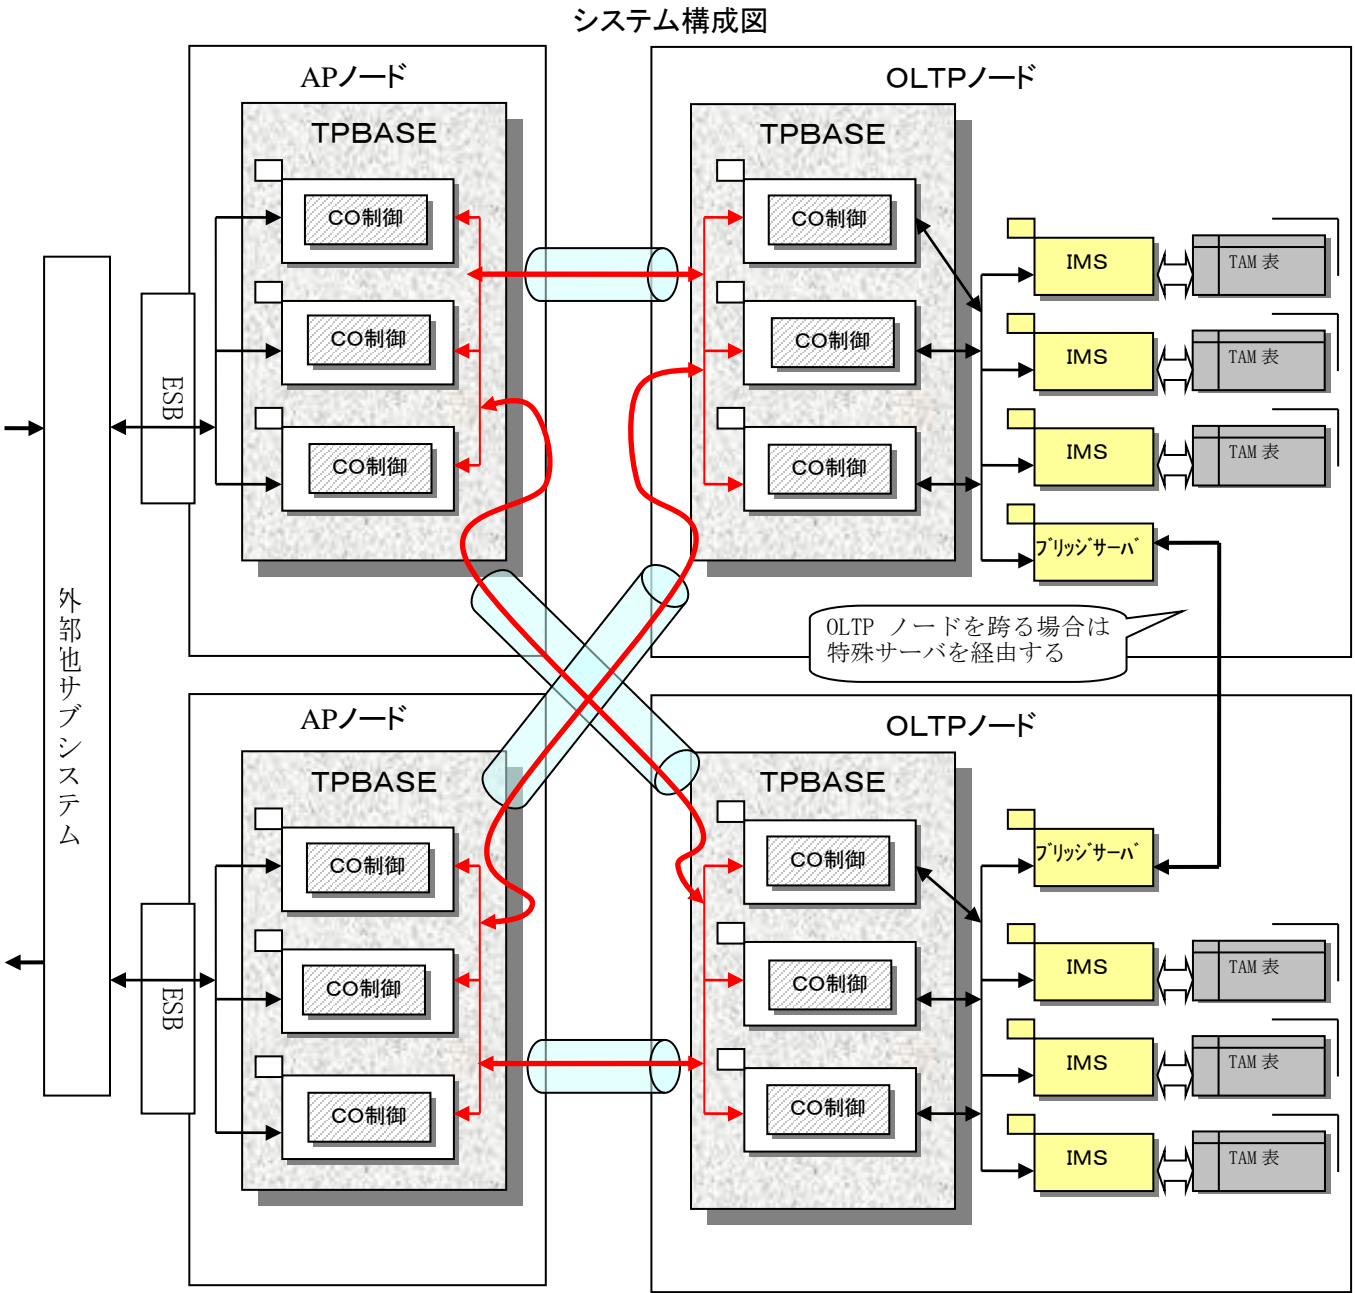 システム構成図
APノード
TPBASE
CO制御
CO制御
CO制御
OLTPノード
TPBASE
CO制御
CO制御
CO制御
IMS
TAM 表
IMS
TAM 表
IMS
TAM 表
ﾌﾞﾘｯｼﾞｻｰﾊﾞ
ESB
外部他サブシステム
OLTP ノードを跨る場合は
特殊サーバを経由する
APノード
TPBASE
CO制御
CO制御
CO制御
ESB
OLTPノード
TPBASE
CO制御
CO制御
CO制御
ﾌﾞﾘｯｼﾞｻｰﾊﾞ
IMS
TAM 表
IMS
TAM 表
IMS
TAM 表